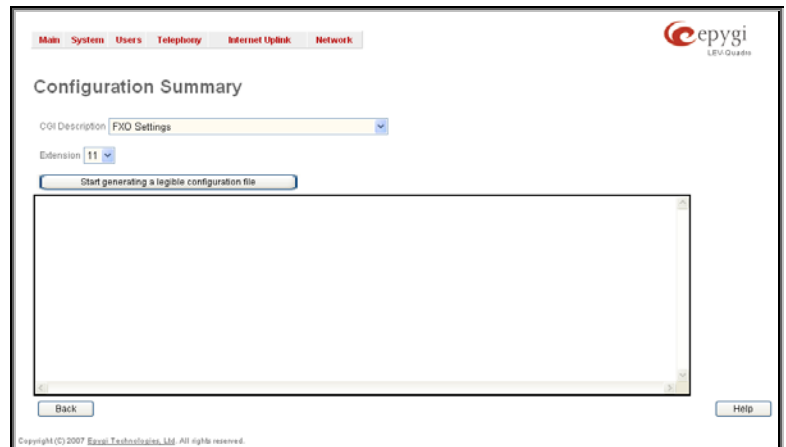 Main System Users Telephony Internet Uplink Network
epygi
LEV-Quadro
Configuration Summary
CGI Description FXO Settings
Extension 11
Start generating a legible configuration file
Back
Help
Copyright (C) 2007 Epygi Technologies, Ltd. All rights reserved.